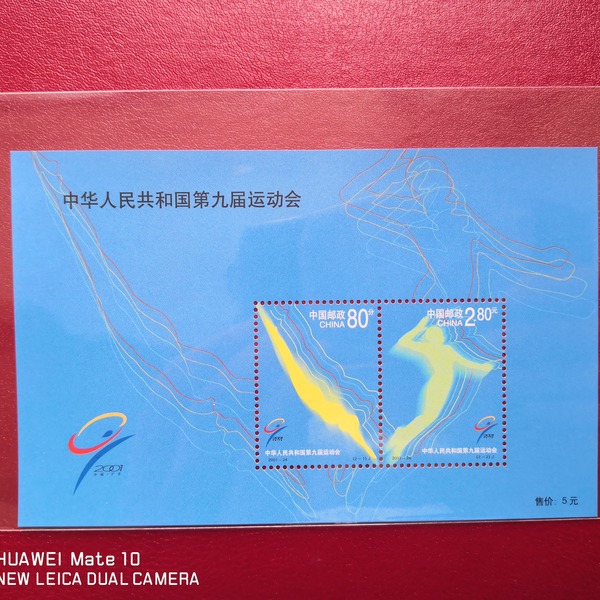 中华人民共和国第九届运动会
中国邮政 80分
CHINA
中国邮政 2.80元
CHINA
2001
中华人民共和国第九届运动会
2001-24
中华人民共和国第九届运动会
售价: 5元
HUAWEI Mate 10
NEW LEICA DUAL CAMERA